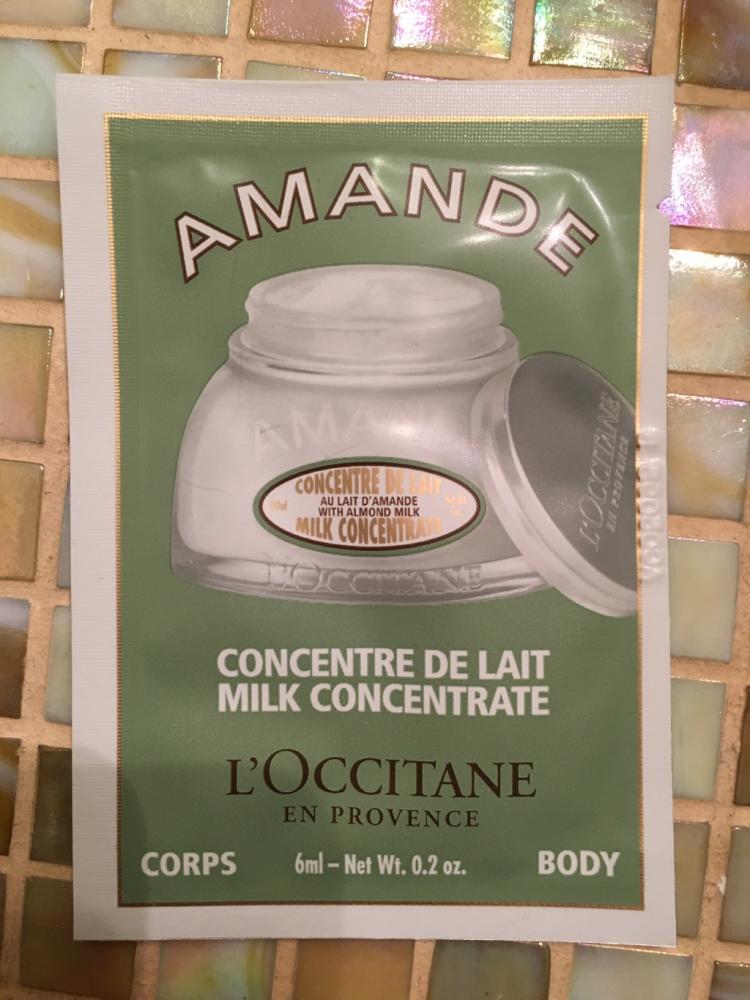 AMANDE
AMA
CONCENTRE DE LAIT
AU LAIT D'AMANDE
WITH ALMOND MILK
MILK CONCENTRATE
L'OCCITANE
L'OCCITANE
EN PROVENCE
CONCENTRE DE LAIT
MILK CONCENTRATE
L'OCCITANE
EN PROVENCE
CORPS
6ml – Net Wt. 0.2 oz.
BODY